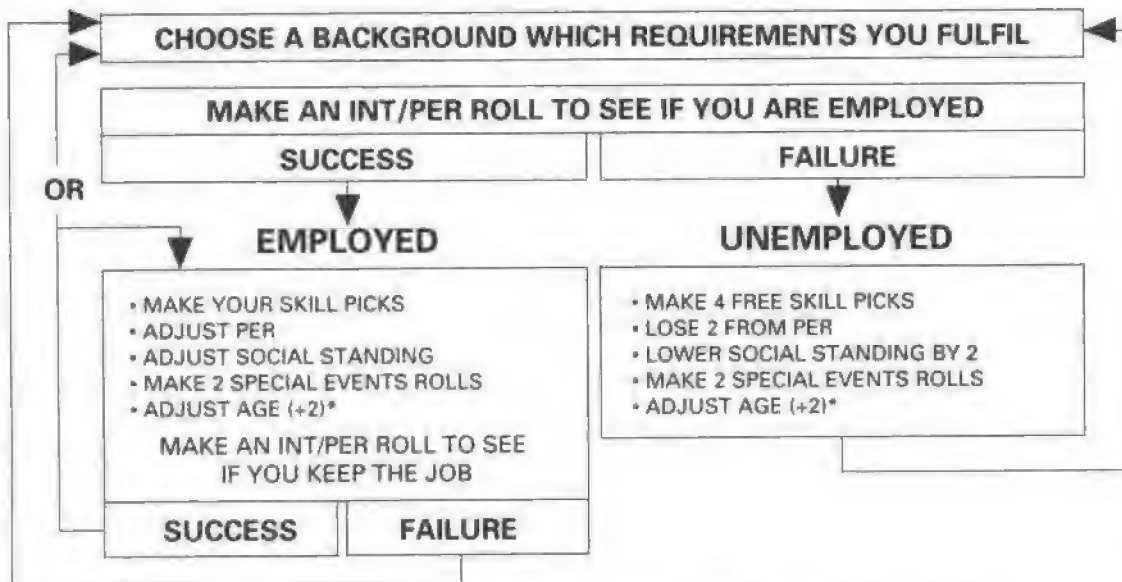 CHOOSE A BACKGROUND WHICH REQUIREMENTS YOU FULFIL
MAKE AN INT/PER ROLL TO SEE IF YOU ARE EMPLOYED
SUCCESS
FAILURE
OR
EMPLOYED
• MAKE YOUR SKILL PICKS
• ADJUST PER
• ADJUST SOCIAL STANDING
• MAKE 2 SPECIAL EVENTS ROLLS
• ADJUST AGE (+2)*
MAKE AN INT/PER ROLL TO SEE
IF YOU KEEP THE JOB
SUCCESS
FAILURE
UNEMPLOYED
• MAKE 4 FREE SKILL PICKS
• LOSE 2 FROM PER
• LOWER SOCIAL STANDING BY 2
• MAKE 2 SPECIAL EVENTS ROLLS
• ADJUST AGE (+2)*